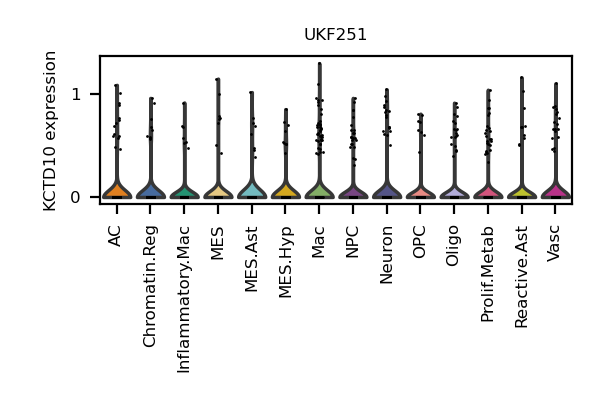 UKF251
KCTD10 expression
1
0
AC
Chromatin.Reg
Inflammatory.Mac
MES
MES.Ast
MES.Hyp
Mac
NPC
Neuron
OPC
Oligo
Prolif.Metab
Reactive.Ast
Vasc